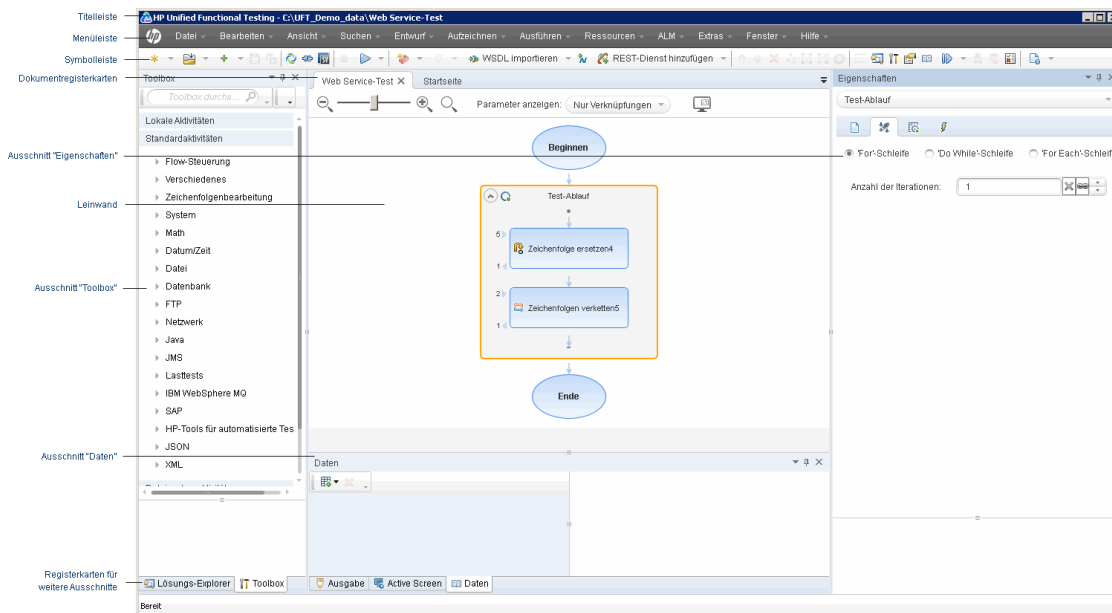 Titelleiste
HP Unified Functional Testing - C:\UFT_Demo_data\Web Service-Test
Menüleiste
hp Datei Bearbeiten Ansicht Suchen Entwurf Aufzeichnen Ausführen Ressourcen ALM Extras Fenster Hilfe
Symbolleiste
WSDL importieren REST-Dienst hinzufügen
Dokumentregisterkarten
Toolbox
Web Service-Test Startseite
Eigenschaften
Toolbox durchs...
Parameter anzeigen: Nur Verknüpfungen
Test-Ablauf
Lokale Aktivitäten
Standardaktivitäten
Ausschnitt "Eigenschaften"
Flow-Steuerung
Verschiedenes
Leinwand
Zeichenfolgenbearbeitung
System
Math
Datum/Zeit
Datei
Ausschnitt "Toolbox"
Datenbank
FTP
Netzwerk
Java
JMS
Lasttests
IBM WebSphere MQ
SAP
HP-Tools für automatisierte Tes
JSON
XML
Beginnen
Test-Ablauf
6
Zeichenfolge ersetzen4
1
2
Zeichenfolgen verketten5
1
Ende
'For'-Schleife 'Do While'-Schleife 'For Each'-Schleif
Anzahl der Iterationen: 1
Ausschnitt "Daten"
Daten
Registerkarten für
weitere Ausschnitte
Lösungs-Explorer Toolbox
Ausgabe Active Screen Daten
Bereit